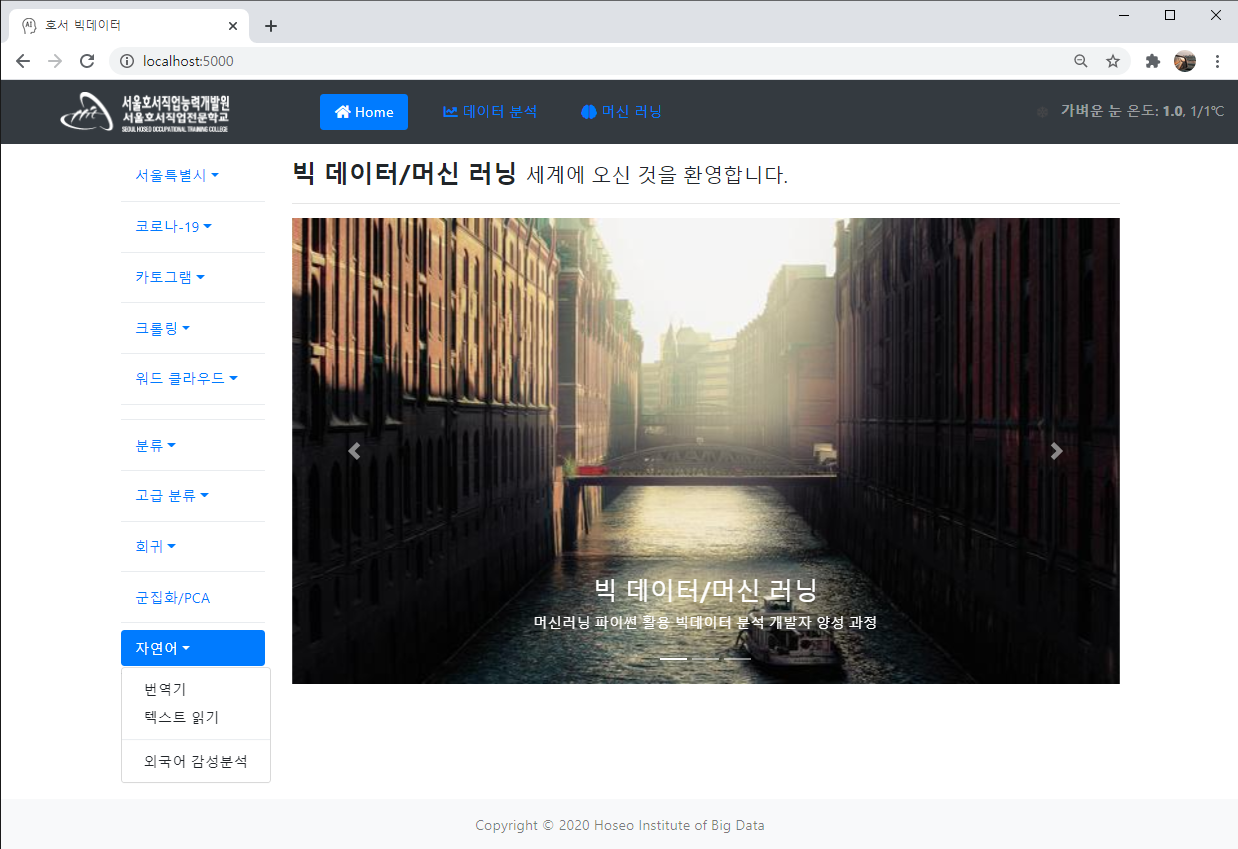 호서 빅데이터
localhost:5000
서울호서직업능력개발원
서울호서직업전문학교
SEOUL HOSEO OCCUPATIONAL TRAINING COLLEGE
Home
데이터 분석
머신 러닝
가벼운 눈 온도: 1.0, 1/1℃
서울특별시
코로나-19
카토그램
크롤링
워드 클라우드
분류
고급 분류
회귀
군집화/PCA
자연어
번역기
텍스트 읽기
외국어 감성분석
빅 데이터/머신 러닝 세계에 오신 것을 환영합니다.
빅 데이터/머신 러닝
머신러닝 파이썬 활용 빅데이터 분석 개발자 양성 과정
Copyright © 2020 Hoseo Institute of Big Data